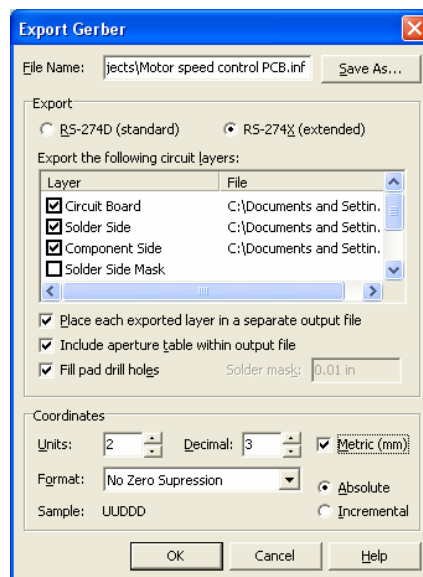 Export Gerber
File Name: jects\Motor speed control PCB.inf Save As...
Export
RS-274D (standard) RS-274X (extended)
Export the following circuit layers:
Layer File
Circuit Board C:\Documents and Settin.
Solder Side C:\Documents and Settin.
Component Side C:\Documents and Settin.
Solder Side Mask
Place each exported layer in a separate output file
Include aperture table within output file
Fill pad drill holes Solder mask: 0.01 in
Coordinates
Units: 2 Decimal: 3 Metric (mm)
Format: No Zero Supression Absolute
Sample: UUDDD Incremental
OK Cancel Help